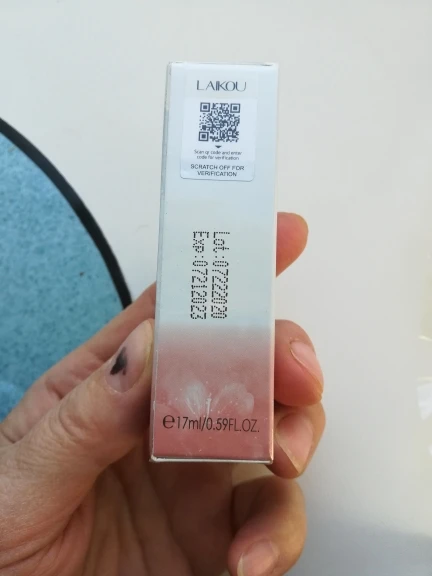 LAIKOU
Scan qr code and enter
code for verification
SCRATCH OFF FOR
VERIFICATION
Lot:07222020
Exp:07212023
e17ml/0.59FL.OZ.